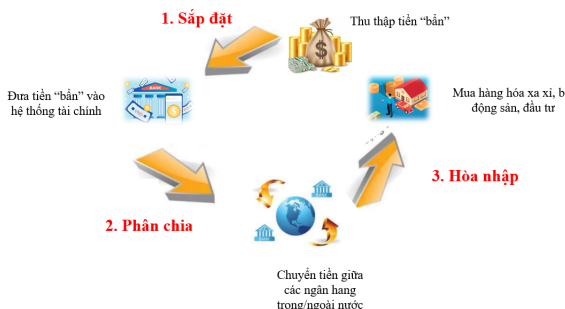 1. Sắp đặt
Thu thập tiền “bẩn”
Đưa tiền “bẩn” vào
hệ thống tài chính
Mua hàng hóa xa xỉ, b
động sản, đầu tư
3. Hòa nhập
2. Phân chia
Chuyển tiền giữa
các ngân hang
trong/ngoài nước